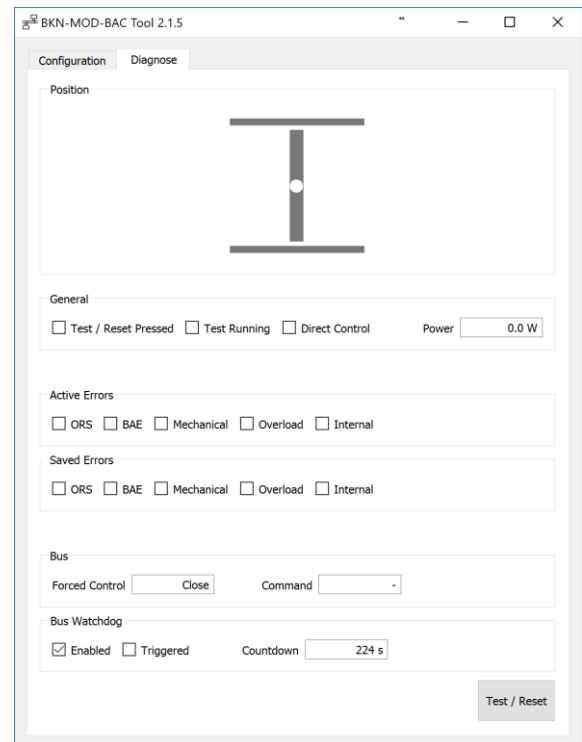 BKN-MOD-BAC Tool 2.1.5
Configuration Diagnose
Position
General
Test / Reset Pressed Test Running Direct Control Power 0.0 W
Active Errors
ORS BAE Mechanical Overload Internal
Saved Errors
ORS BAE Mechanical Overload Internal
Bus
Forced Control Close Command -
Bus Watchdog
Enabled Triggered Countdown 224 s
Test / Reset